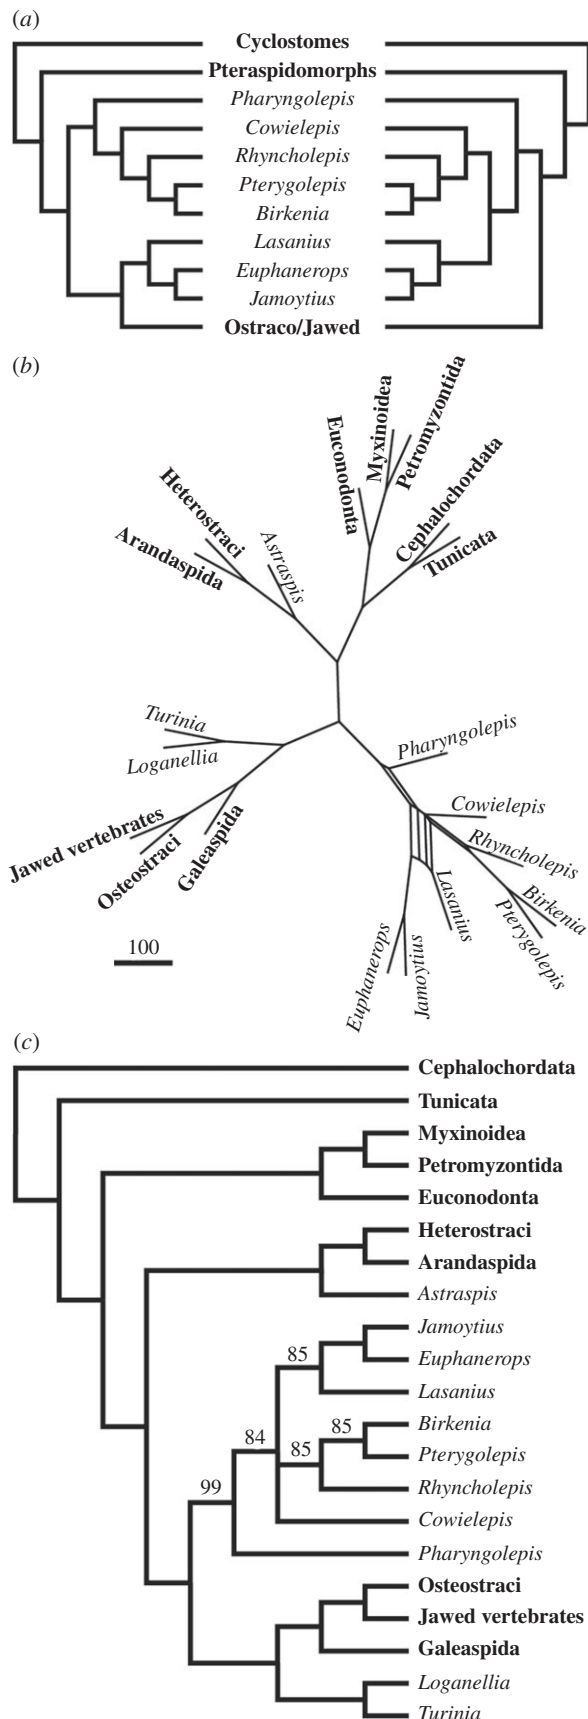 (a)
Cyclostomes
Pteraspidomorphs
Pharyngolepis
Cowielepis
Rhyncholepis
Pterygolepis
Birkenia
Lasanius
Euphanerops
Jamoytius
Ostraco/Jawed
(b)
Euconodonta
Myxinoidea
Petromyzontida
Cephalochordata
Tunicata
Heterostraci
Arandaspida
Astraspis
Turinia
Loganellia
Jawed vertebrates
Osteostraci
Galeaspida
Pharyngolepis
Cowielepis
Rhyncholepis
Birkenia
Pterygolepis
Lasanius
Jamoyitius
Euphanerops
100
(c)
Cephalochordata
Tunicata
Myxinoidea
Petromyzontida
Euconodonta
Heterostraci
Arandaspida
Astraspis
85
Jamoytius
Euphanerops
Lasanius
84
85
85
Birkenia
Pterygolepis
Rhyncholepis
99
Cowielepis
Pharyngolepis
Osteostraci
Jawed vertebrates
Galeaspida
Loganellia
Turinia